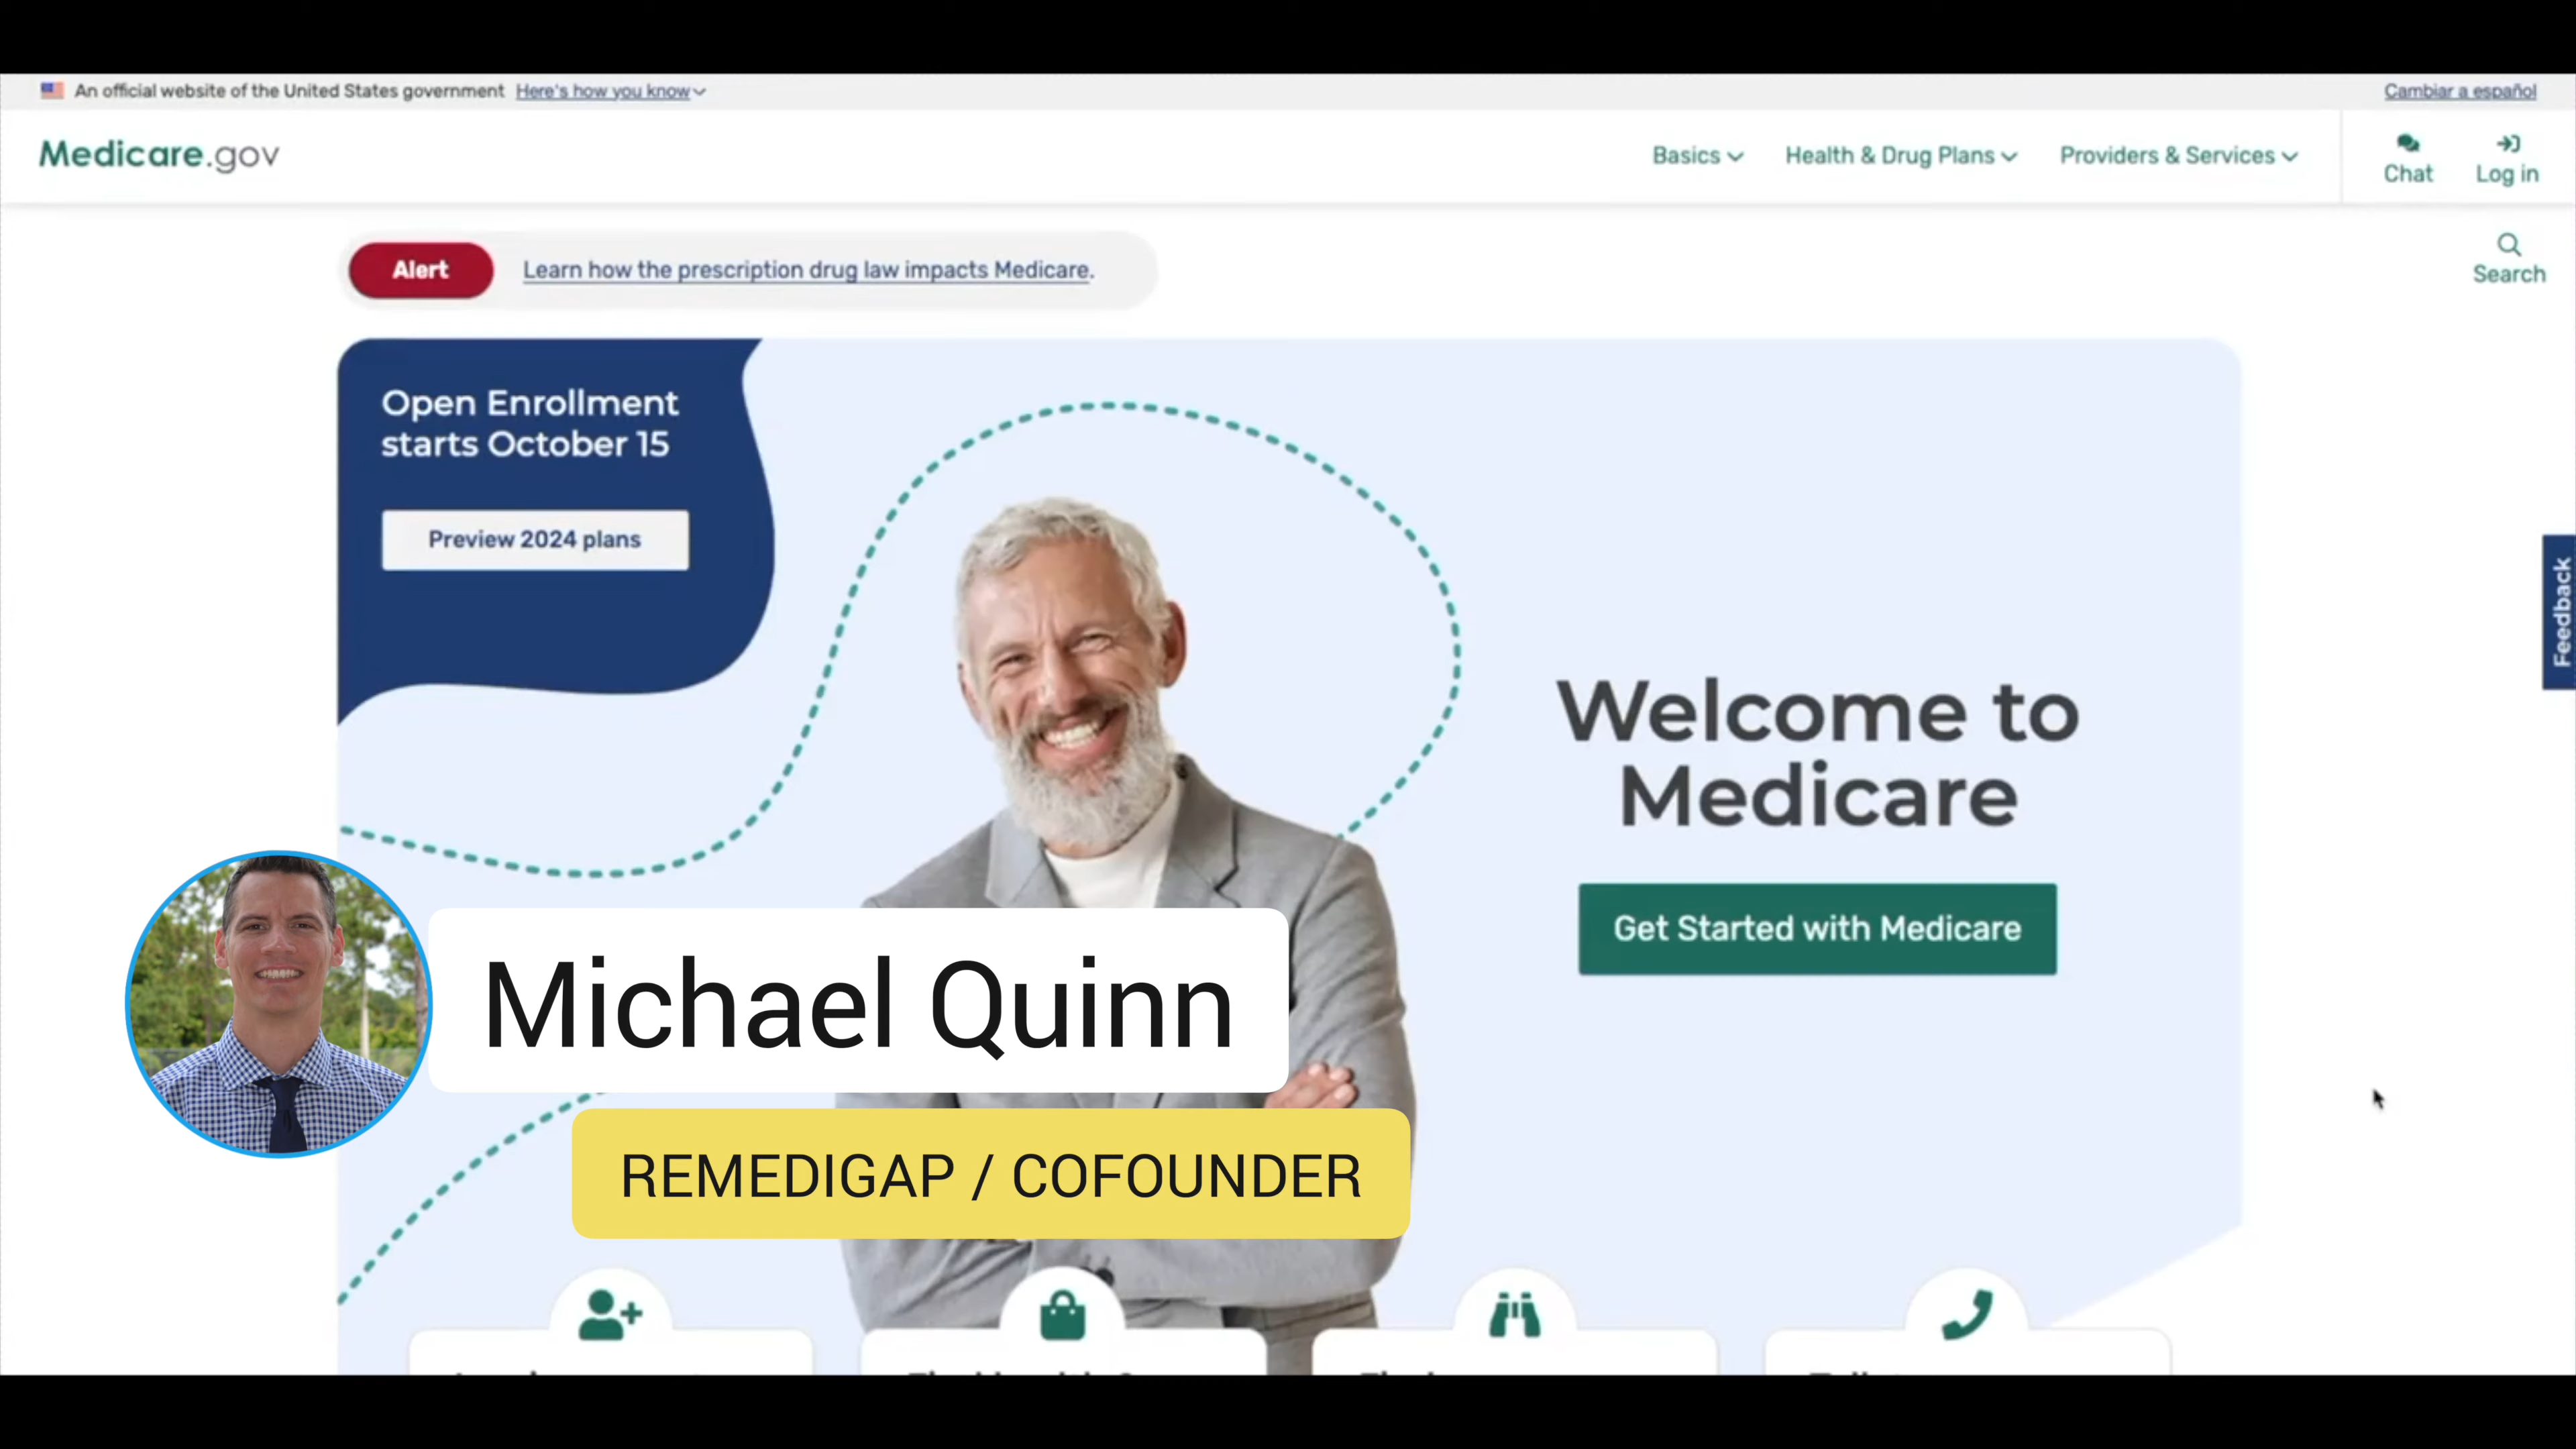 An official website of the United States government Here's how you know
Cambiar a español
Medicare.gov
Basics
Health & Drug Plans
Providers & Services
Chat
Log in
Alert
Learn how the prescription drug law impacts Medicare.
Search
Open Enrollment
starts October 15
Preview 2024 plans
Feedback
Welcome to
Medicare
Get Started with Medicare
Michael Quinn
REMEDIGAP / COFOUNDER